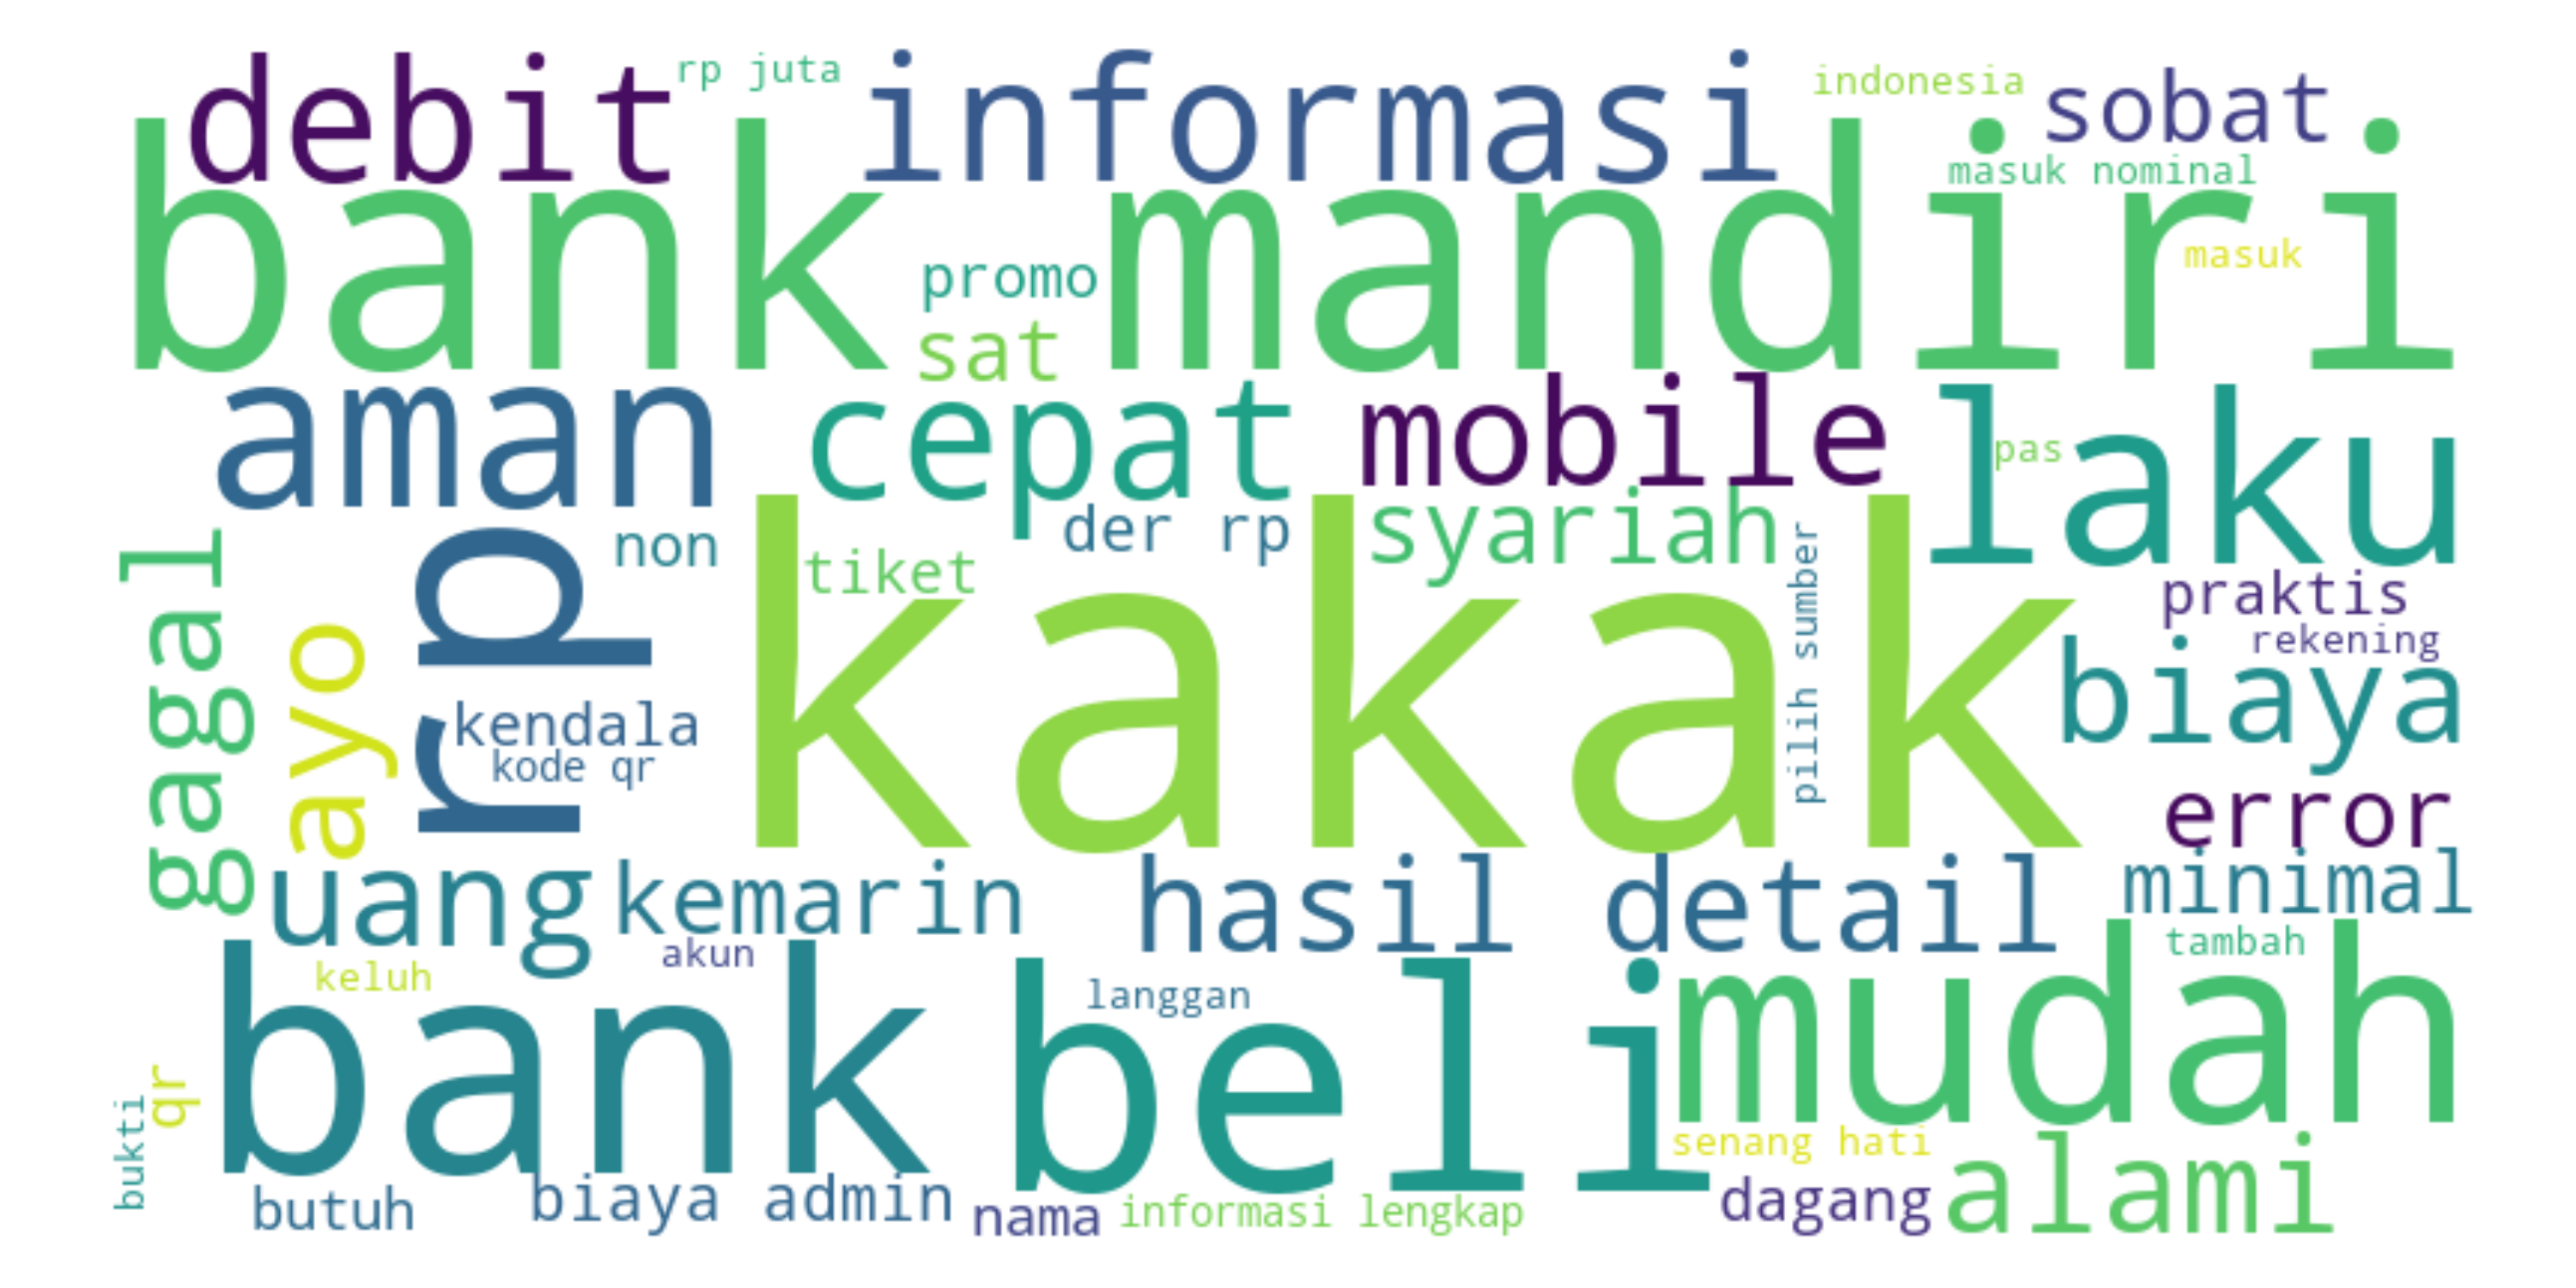 debit
rp juta
informasi
indonesia
sobat
bank mandiri
masuk nominal
masuk
promo
sat
aman
cepat
mobile
laku
pas
gagal
ayo
rp
non
der rp
syariah
tiket
kakak
pilih sumber
praktis
rekening
biaya
kendala
kode qr
error
uang
kemarin
hasil
detail
minimal
akun
keluh
tambah
bank
langgan
beli
mudah
qr
bukti
senang hati
butuh
biaya admin
nama
informasi lengkap
dagang
alami